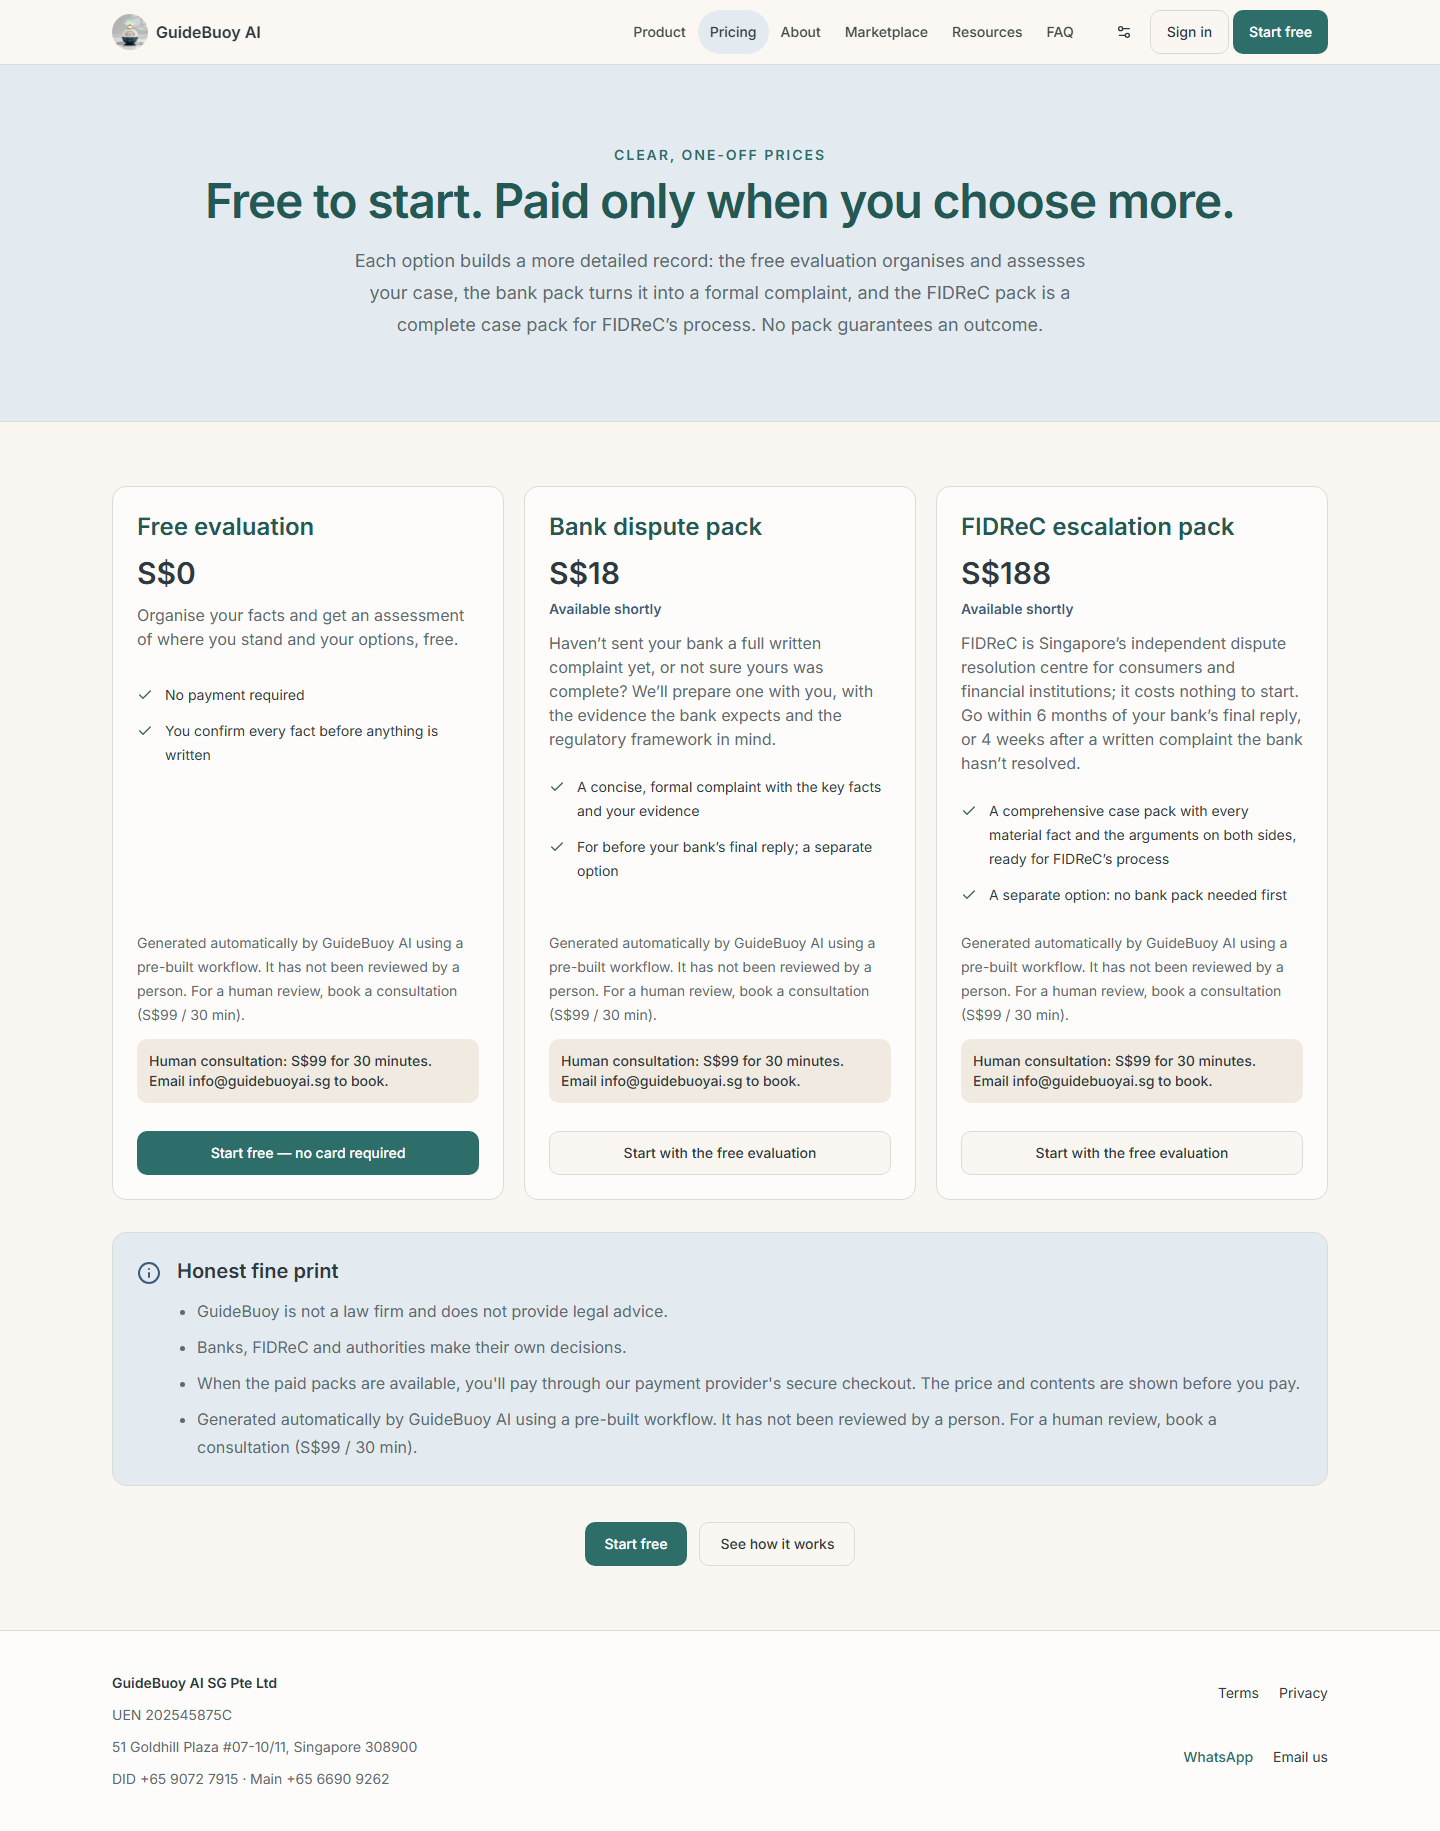 GuideBuoy AI
Product
Pricing
About
Marketplace
Resources
FAQ
Sign in
Start free
CLEAR, ONE-OFF PRICES
Free to start. Paid only when you choose more.
Each option builds a more detailed record: the free evaluation organises and assesses
your case, the bank pack turns it into a formal complaint, and the FIDReC pack is a
complete case pack for FIDReC’s process. No pack guarantees an outcome.
Free evaluation
S$0
Organise your facts and get an assessment
of where you stand and your options, free.
No payment required
You confirm every fact before anything is
written
Generated automatically by GuideBuoy AI using a
pre-built workflow. It has not been reviewed by a
person. For a human review, book a consultation
(S$99 / 30 min).
Human consultation: S$99 for 30 minutes.
Email info@guidebuoyai.sg to book.
Start free — no card required
Bank dispute pack
S$18
Available shortly
Haven’t sent your bank a full written
complaint yet, or not sure yours was
complete? We’ll prepare one with you, with
the evidence the bank expects and the
regulatory framework in mind.
A concise, formal complaint with the key facts
and your evidence
For before your bank’s final reply; a separate
option
Generated automatically by GuideBuoy AI using a
pre-built workflow. It has not been reviewed by a
person. For a human review, book a consultation
(S$99 / 30 min).
Human consultation: S$99 for 30 minutes.
Email info@guidebuoyai.sg to book.
Start with the free evaluation
FIDReC escalation pack
S$188
Available shortly
FIDReC is Singapore’s independent dispute
resolution centre for consumers and
financial institutions; it costs nothing to start.
Go within 6 months of your bank’s final reply,
or 4 weeks after a written complaint the bank
hasn’t resolved.
A comprehensive case pack with every
material fact and the arguments on both sides,
ready for FIDReC’s process
A separate option: no bank pack needed first
Generated automatically by GuideBuoy AI using a
pre-built workflow. It has not been reviewed by a
person. For a human review, book a consultation
(S$99 / 30 min).
Human consultation: S$99 for 30 minutes.
Email info@guidebuoyai.sg to book.
Start with the free evaluation
Honest fine print
• GuideBuoy is not a law firm and does not provide legal advice.
• Banks, FIDReC and authorities make their own decisions.
• When the paid packs are available, you'll pay through our payment provider's secure checkout. The price and contents are shown before you pay.
• Generated automatically by GuideBuoy AI using a pre-built workflow. It has not been reviewed by a person. For a human review, book a
consultation (S$99 / 30 min).
Start free
See how it works
GuideBuoy AI SG Pte Ltd
UEN 202545875C
51 Goldhill Plaza #07-10/11, Singapore 308900
DID +65 9072 7915 · Main +65 6690 9262
Terms
Privacy
WhatsApp
Email us